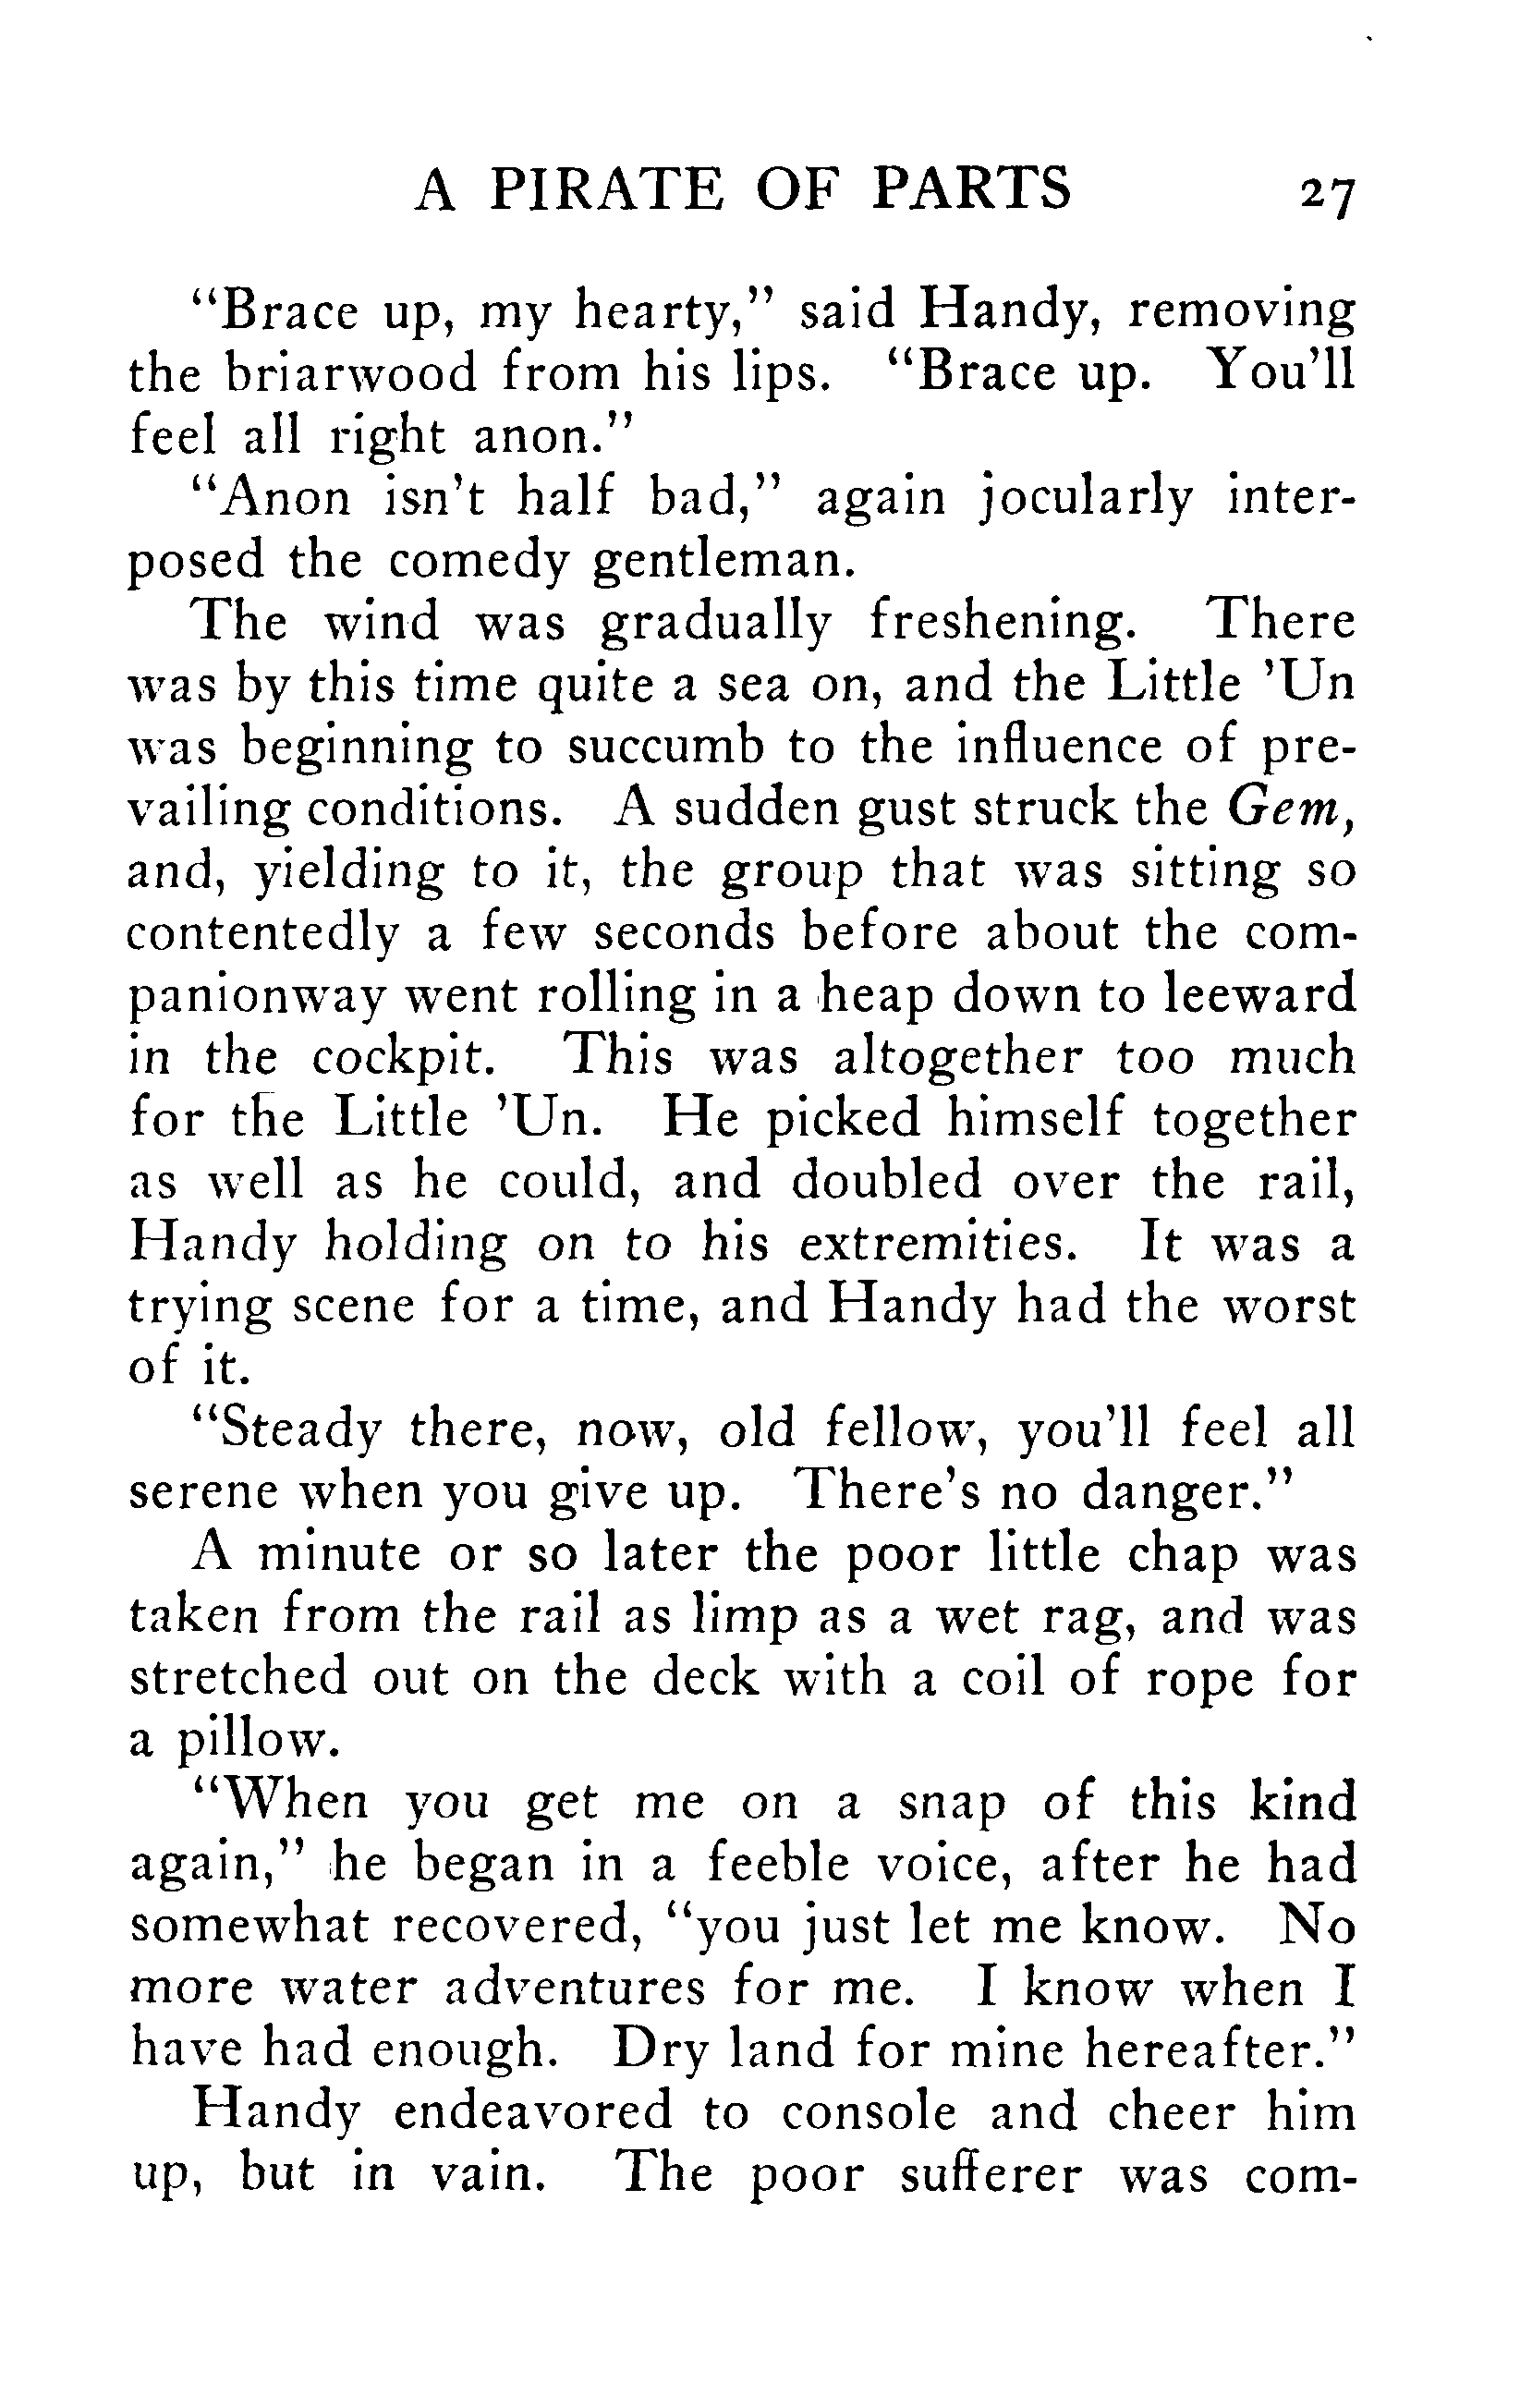 A PIRATE OF PARTS 27
“Brace up, my hearty,” said Handy, removing
the briarwood from his lips. “Brace up. You’ll
feel all right anon.”
“Anon isn’t half bad,” again jocularly inter-
posed the comedy gentleman.
The wind was gradually freshening. There
was by this time quite a sea on, and the Little ’Un
was beginning to succumb to the influence of pre-
vailing conditions. A sudden gust struck the Gem,
and, yielding to it, the group that was sitting so
contentedly a few seconds before about the com-
panionway went rolling in a heap down to leeward
in the cockpit. This was altogether too much
for the Little ’Un. He picked himself together
as well as he could, and doubled over the rail,
Handy holding on to his extremities. It was a
trying scene for a time, and Handy had the worst
of it.
“Steady there, now, old fellow, you’ll feel all
serene when you give up. There’s no danger.”
A minute or so later the poor little chap was
taken from the rail as limp as a wet rag, and was
stretched out on the deck with a coil of rope for
a pillow.
“When you get me on a snap of this kind
again,” he began in a feeble voice, after he had
somewhat recovered, “you just let me know. No
more water adventures for me. I know when I
have had enough. Dry land for mine hereafter.”
Handy endeavored to console and cheer him
up, but in vain. The poor sufferer was com-